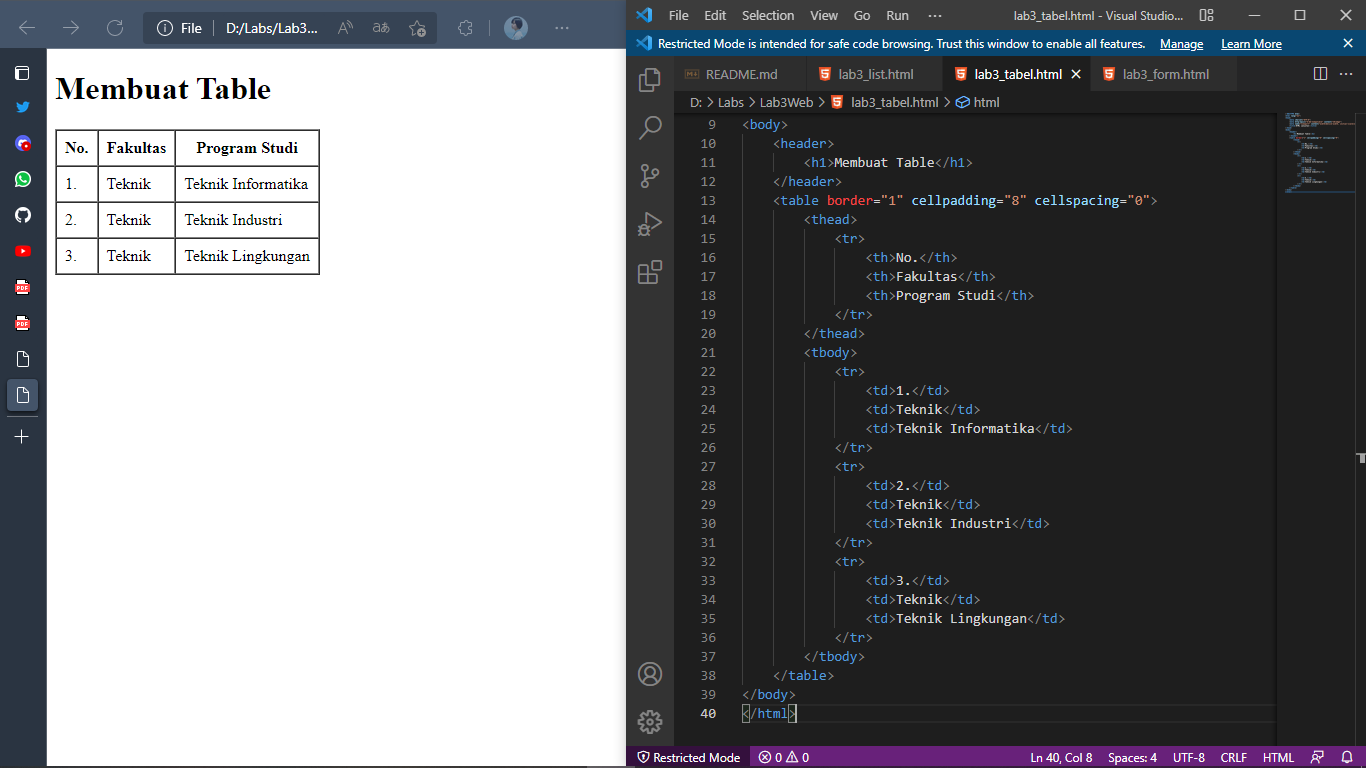 File
D:/Labs/Lab3...
Membuat Table
No. Fakultas Program Studi
1. Teknik Teknik Informatika
2. Teknik Teknik Industri
3. Teknik Teknik Lingkungan
File Edit Selection View Go Run ··· lab3_tabel.html - Visual Studio...
Restricted Mode is intended for safe code browsing. Trust this window to enable all features. Manage Learn More
README.md lab3_list.html lab3_tabel.html lab3_form.html
D: > Labs > Lab3Web > lab3_tabel.html > html
9 <body>
10 <header>
11 <h1>Membuat Table</h1>
12 </header>
13 <table border="1" cellpadding="8" cellspacing="0">
14 <thead>
15 <tr>
16 <th>No.</th>
17 <th>Fakultas</th>
18 <th>Program Studi</th>
19 </tr>
20 </thead>
21 <tbody>
22 <tr>
23 <td>1.</td>
24 <td>Teknik</td>
25 <td>Teknik Informatika</td>
26 </tr>
27 <tr>
28 <td>2.</td>
29 <td>Teknik</td>
30 <td>Teknik Industri</td>
31 </tr>
32 <tr>
33 <td>3.</td>
34 <td>Teknik</td>
35 <td>Teknik Lingkungan</td>
36 </tr>
37 </tbody>
38 </table>
39 </body>
40 </html>
Restricted Mode 0 0 Ln 40, Col 8 Spaces: 4 UTF-8 CRLF HTML